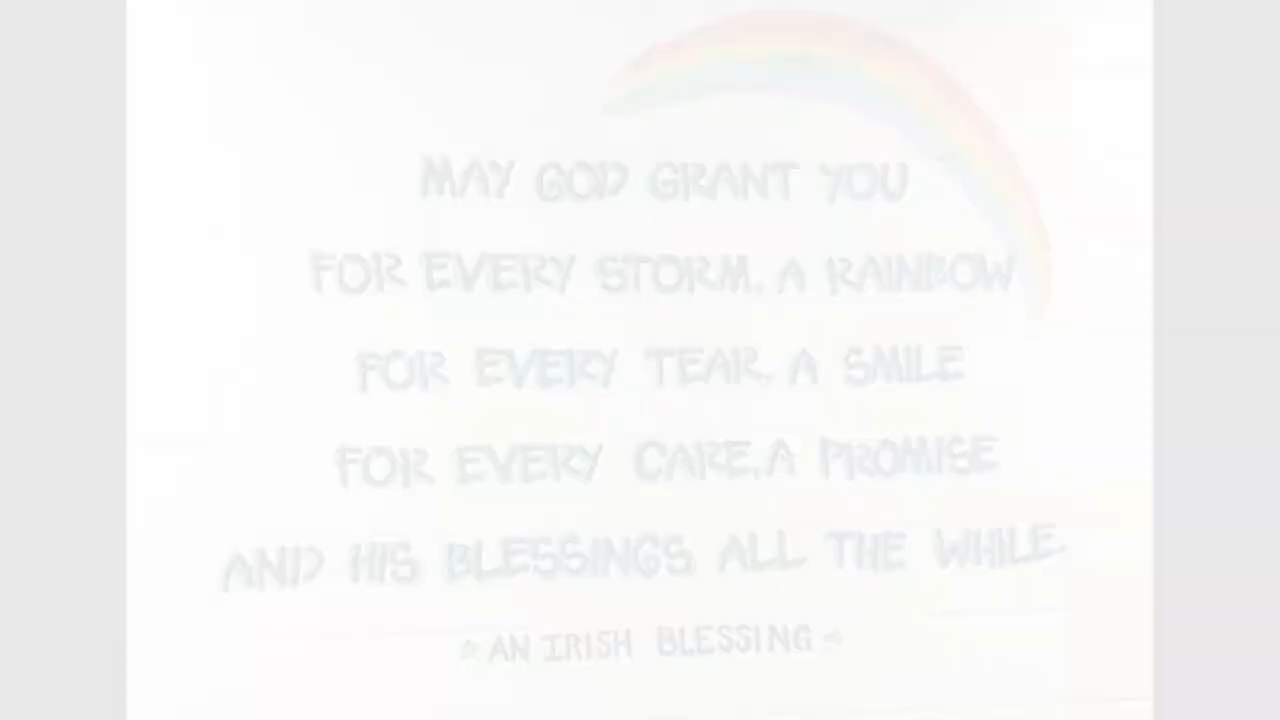 MAY GOD GRANT YOU
FOR EVERY STORM, A RAINBOW
FOR EVERY TEAR, A SMILE
FOR EVERY CARE, A PROMISE
AND HIS BLESSINGS ALL THE WHILE
AN IRISH BLESSING